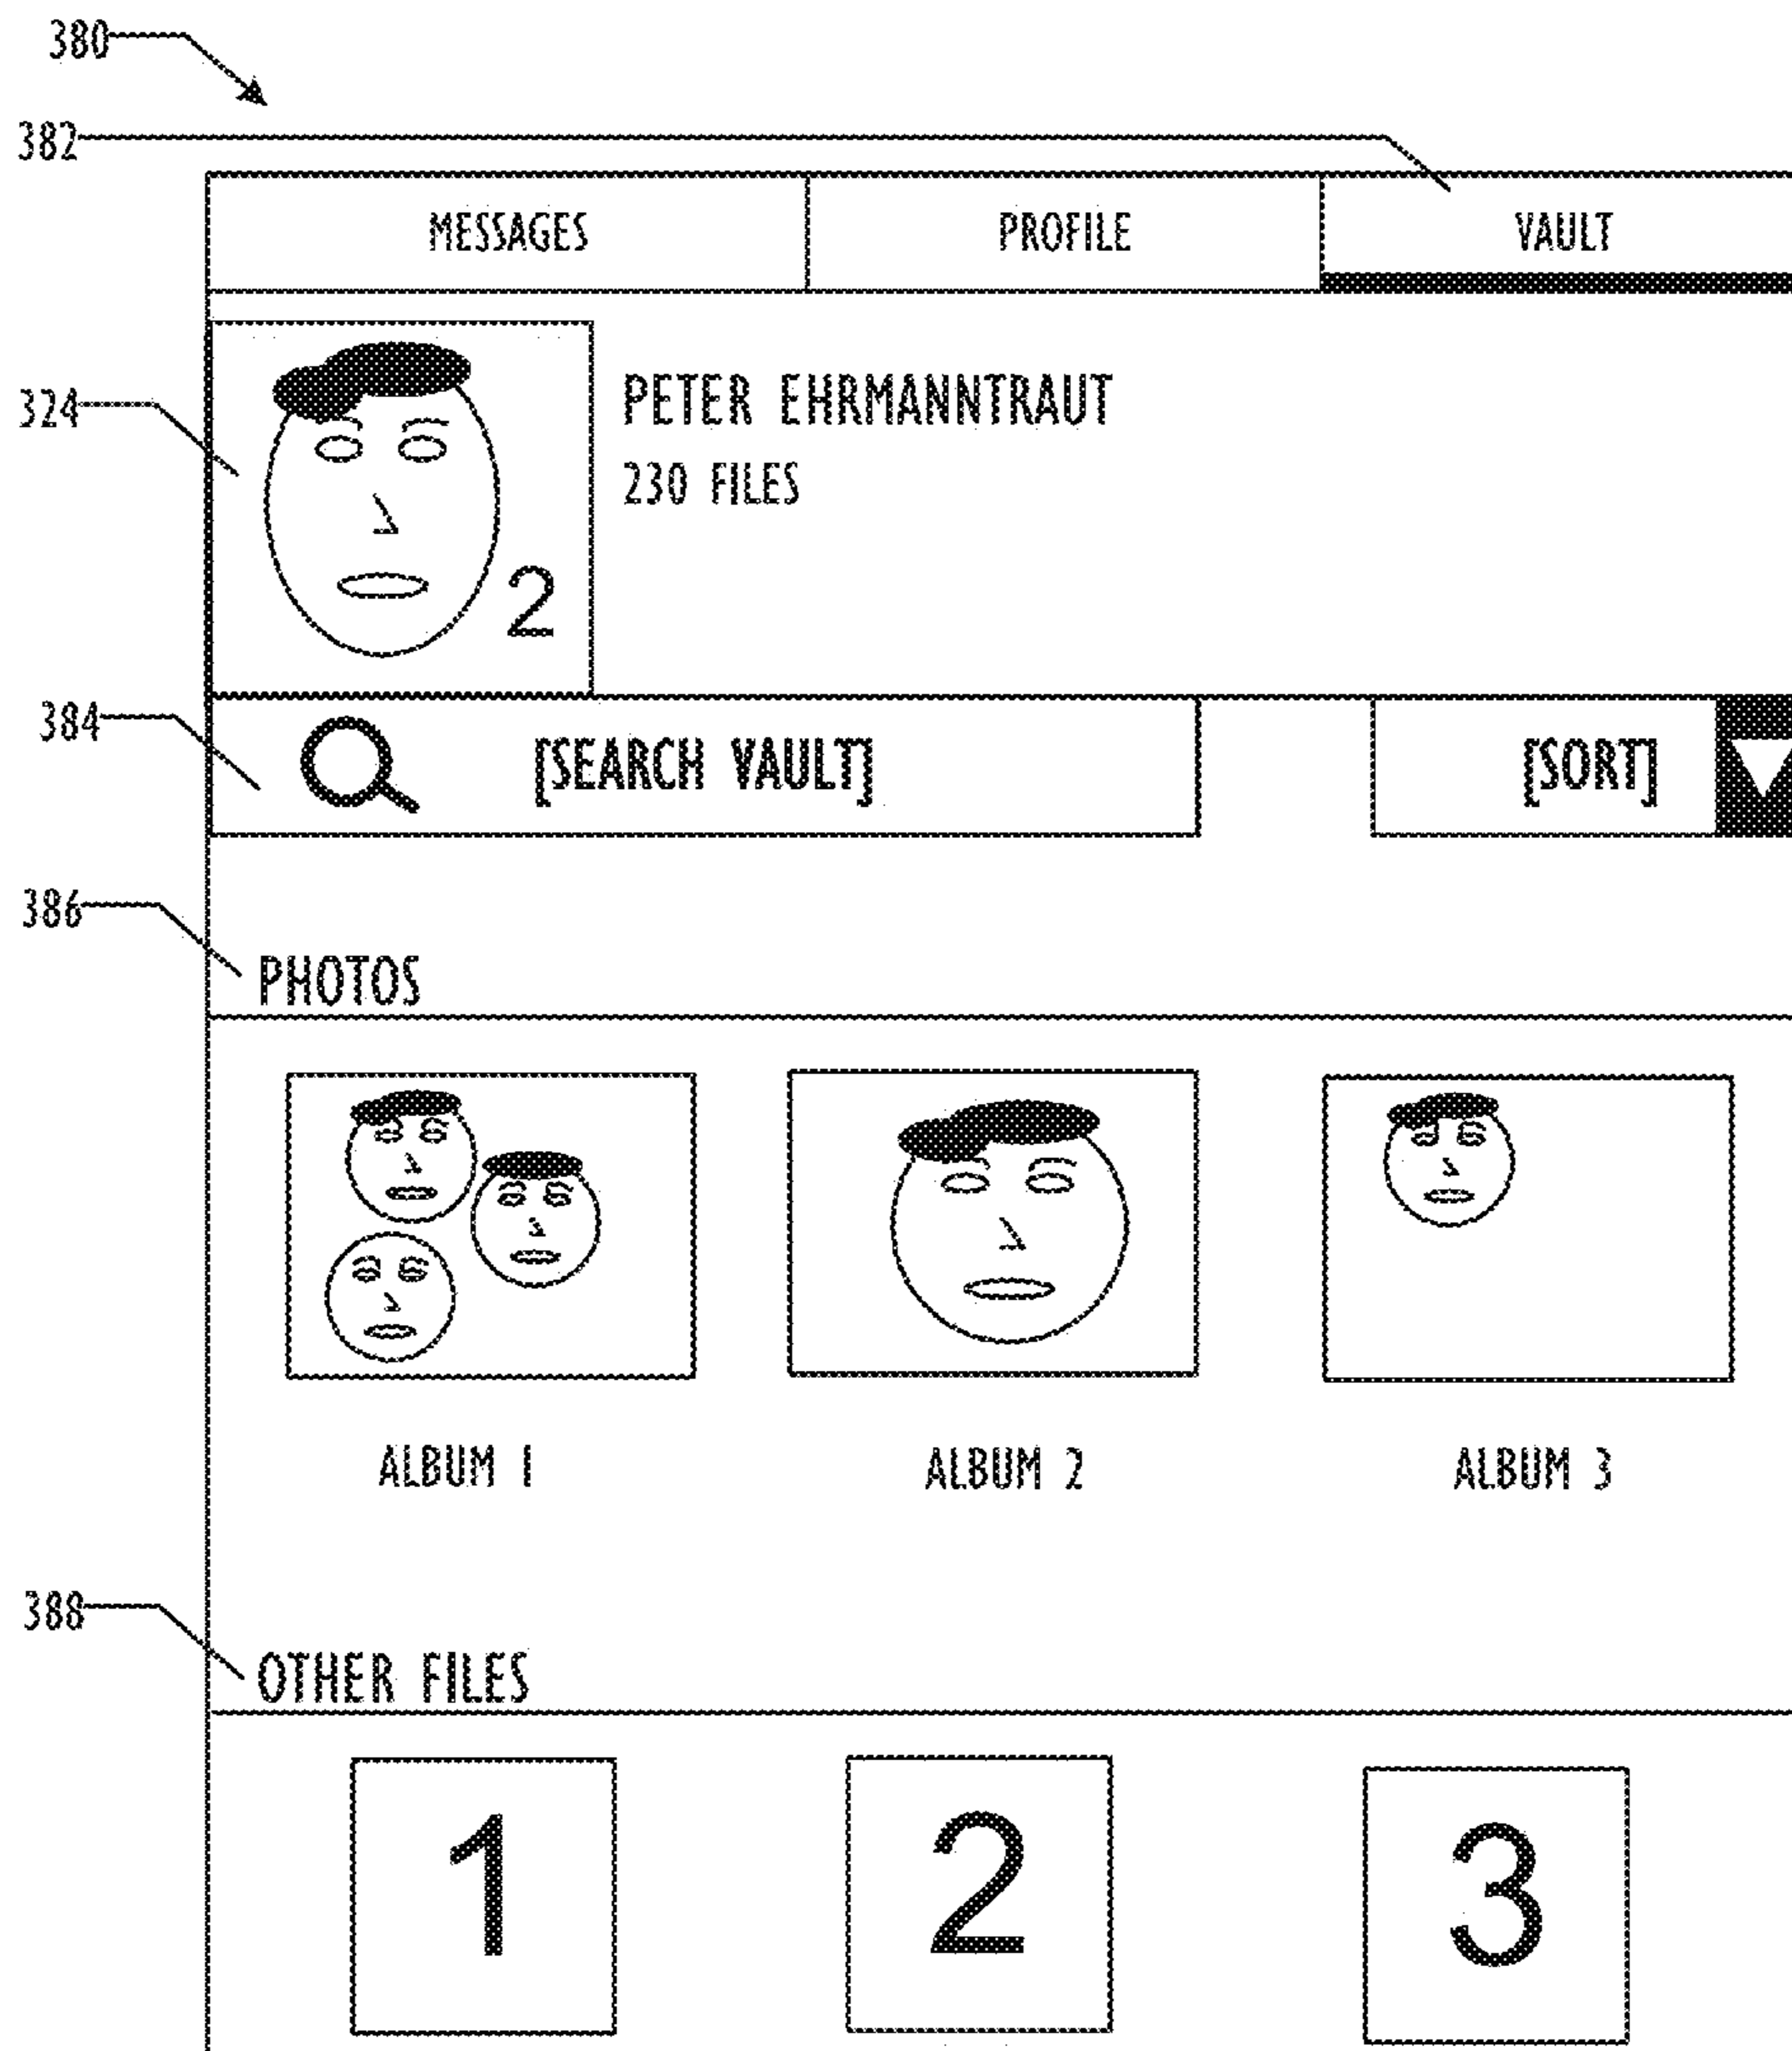 380
382
MESSAGES PROFILE VAULT
324
PETER EHRMANNTRAUT
230 FILES
2
384
[SEARCH VAULT] [SORT]
386
PHOTOS
ALBUM 1 ALBUM 2 ALBUM 3
388
OTHER FILES
1 2 3